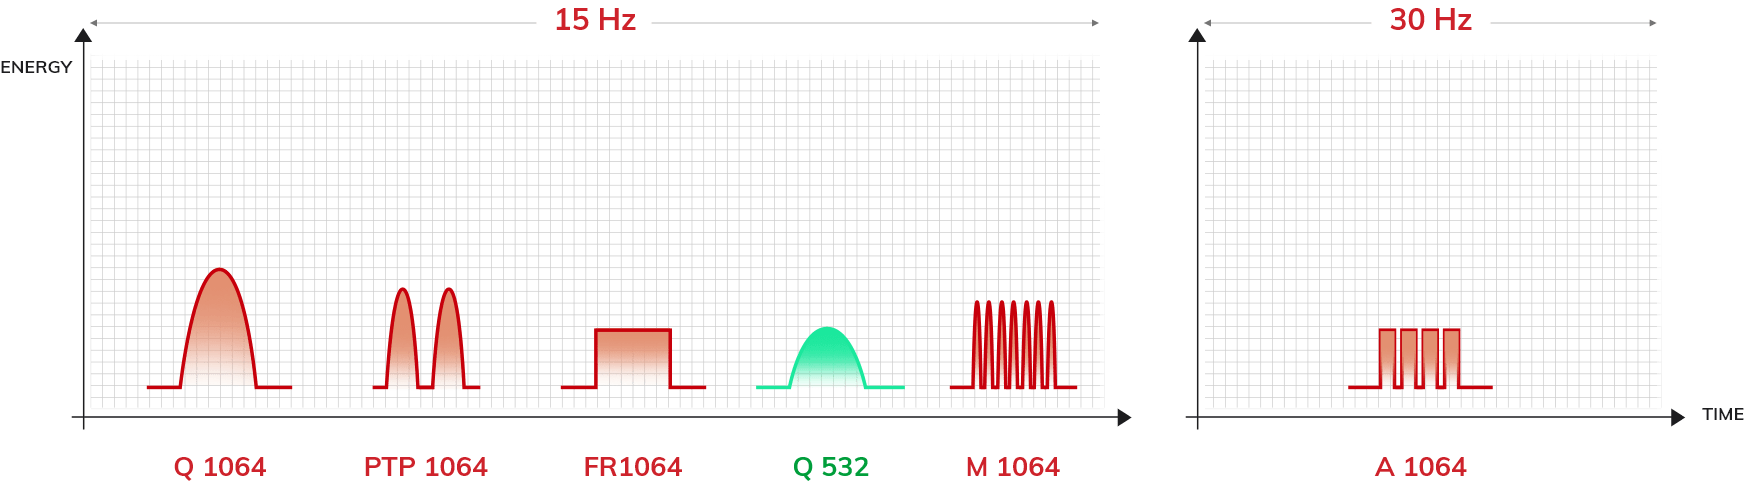 15 Hz
30 Hz
ENERGY
TIME
Q 1064
PTP 1064
FR1064
Q 532
M 1064
A 1064